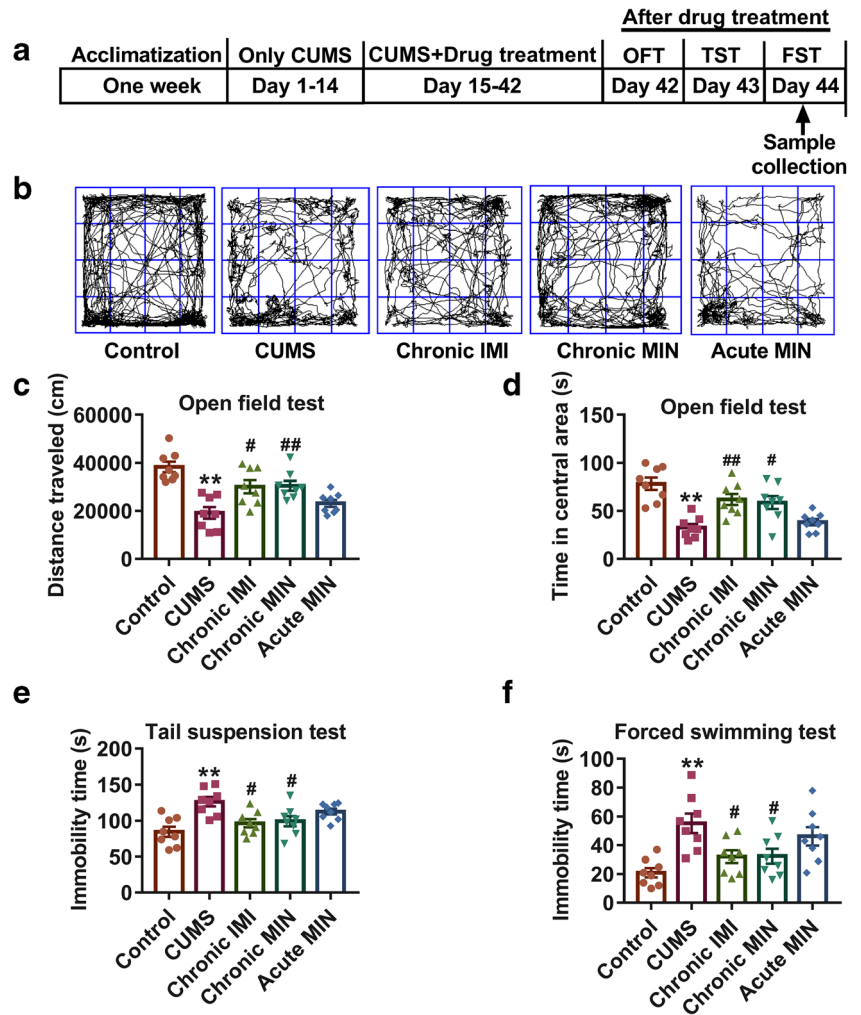 After drug treatment
a
Acclimatization Only CUMS CUMS+Drug treatment OFT TST FST
One week Day 1-14 Day 15-42 Day 42 Day 43 Day 44
Sample
collection
b
Control CUMS Chronic IMI Chronic MIN Acute MIN
c
Open field test
Distance traveled (cm)
60000
40000
20000
0
**
#
##
Control
CUMS
Chronic IMI
Chronic MIN
Acute MIN
d
Open field test
Time in central area (s)
150
100
50
0
**
##
#
Control
CUMS
Chronic IMI
Chronic MIN
Acute MIN
e
Tail suspension test
Immobility time (s)
200
150
100
50
0
**
#
#
Control
CUMS
Chronic IMI
Chronic MIN
Acute MIN
f
Forced swimming test
Immobility time (s)
100
80
60
40
20
0
**
#
#
Control
CUMS
Chronic IMI
Chronic MIN
Acute MIN